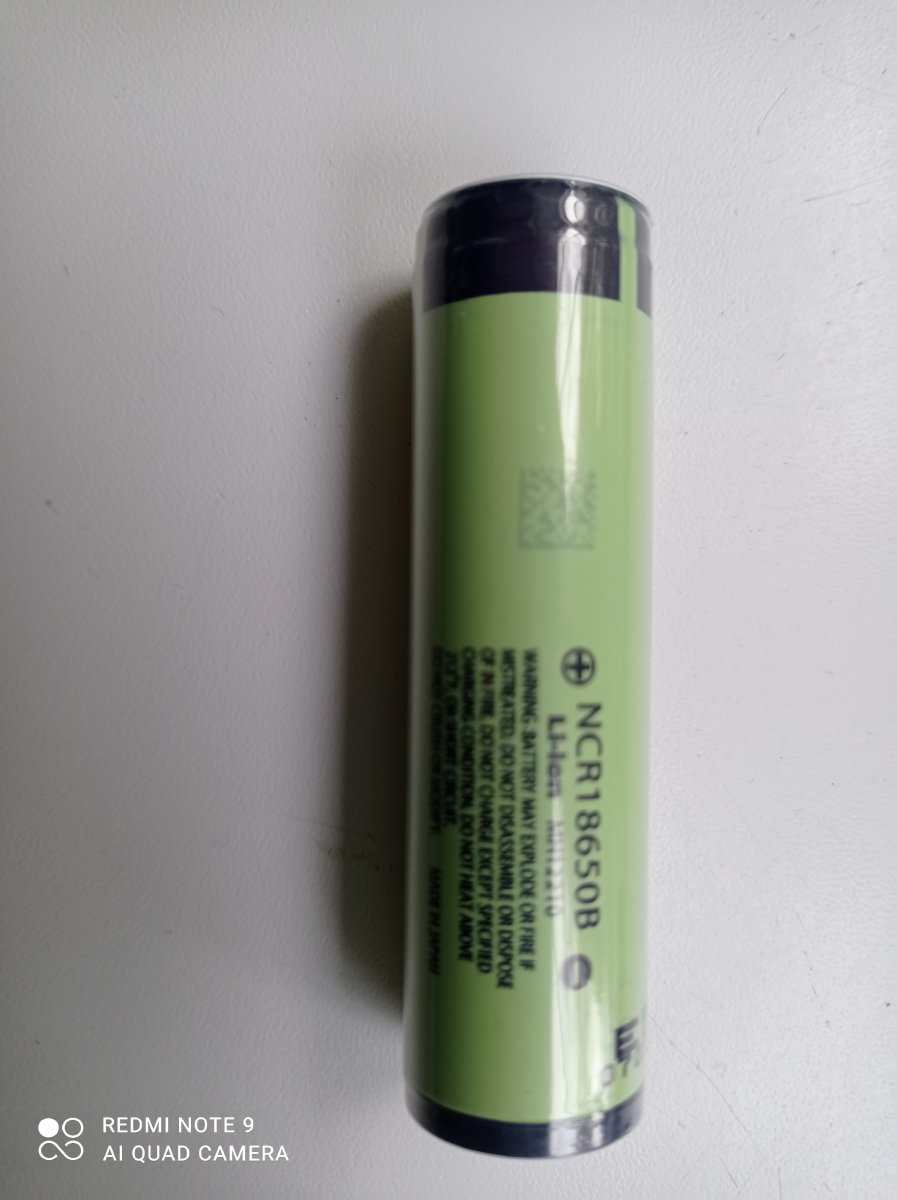 ⊕ NCR18650B ⊖
Li-ion MH12210
WARNING: BATTERY MAY EXPLODE OR FIRE IF
MISTREATED. DO NOT DISASSEMBLE OR DISPOSE
OF IN FIRE. DO NOT CHARGE EXCEPT SPECIFIED
CHARGING CONDITION, DO NOT HEAT ABOVE
OR SHORT CIRCUIT.
MADE IN JAPAN
REDMI NOTE 9
AI QUAD CAMERA